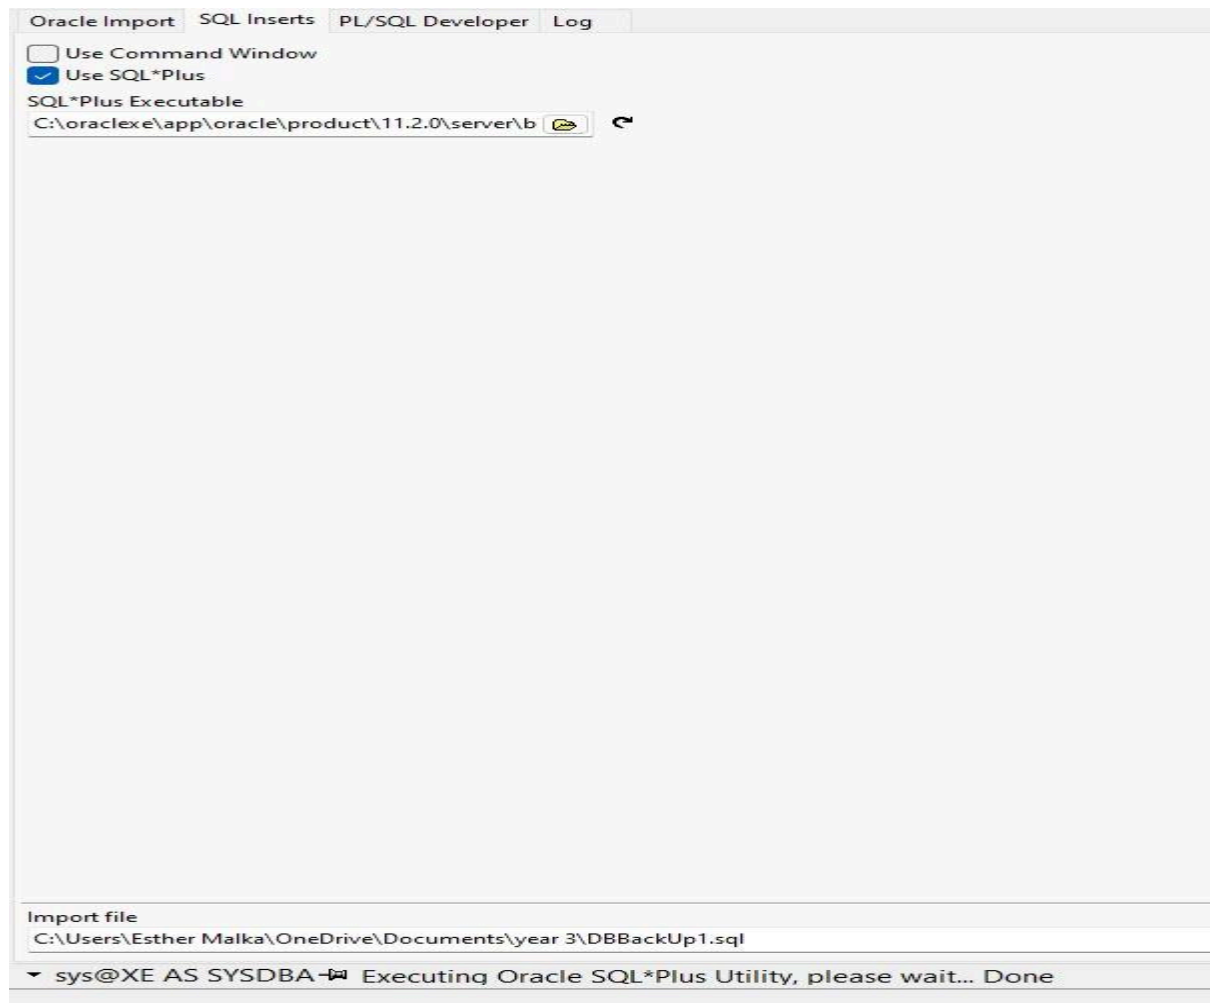 Oracle Import SQL Inserts PL/SQL Developer Log
Use Command Window
Use SQL*Plus
SQL*Plus Executable
C:\oraclexe\app\oracle\product\11.2.0\server\b
Import file
C:\Users\Esther Malka\OneDrive\Documents\year 3\DBBackUp1.sql
sys@XE AS SYSDBA Executing Oracle SQL*Plus Utility, please wait... Done